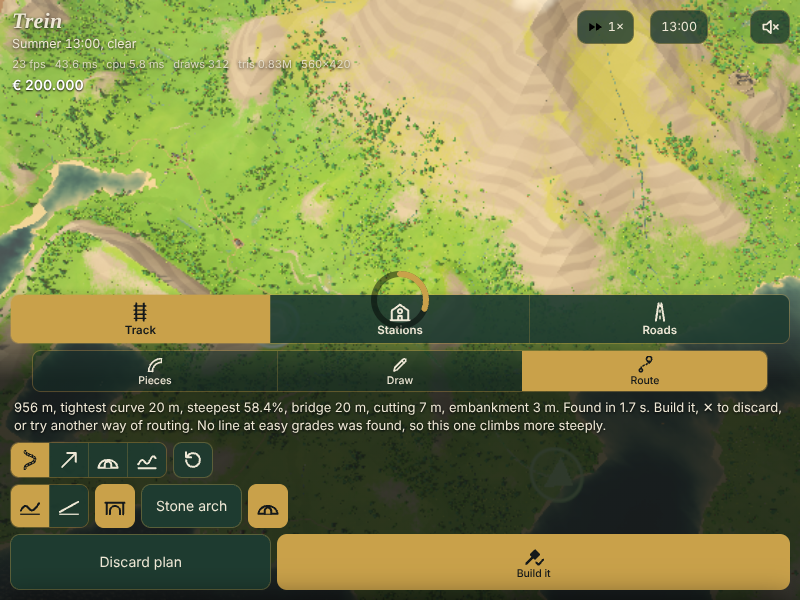 Trein
Summer 13:00, clear
23 fps 43.6 ms cpu 5.8 ms draws 312 tris 0.83M 560×420
€ 200.000
1×
13:00
Track
Stations
Roads
Pieces
Draw
Route
956 m, tightest curve 20 m, steepest 58.4%, bridge 20 m, cutting 7 m, embankment 3 m. Found in 1.7 s. Build it, ✕ to discard,
or try another way of routing. No line at easy grades was found, so this one climbs more steeply.
Stone arch
Discard plan
Build it